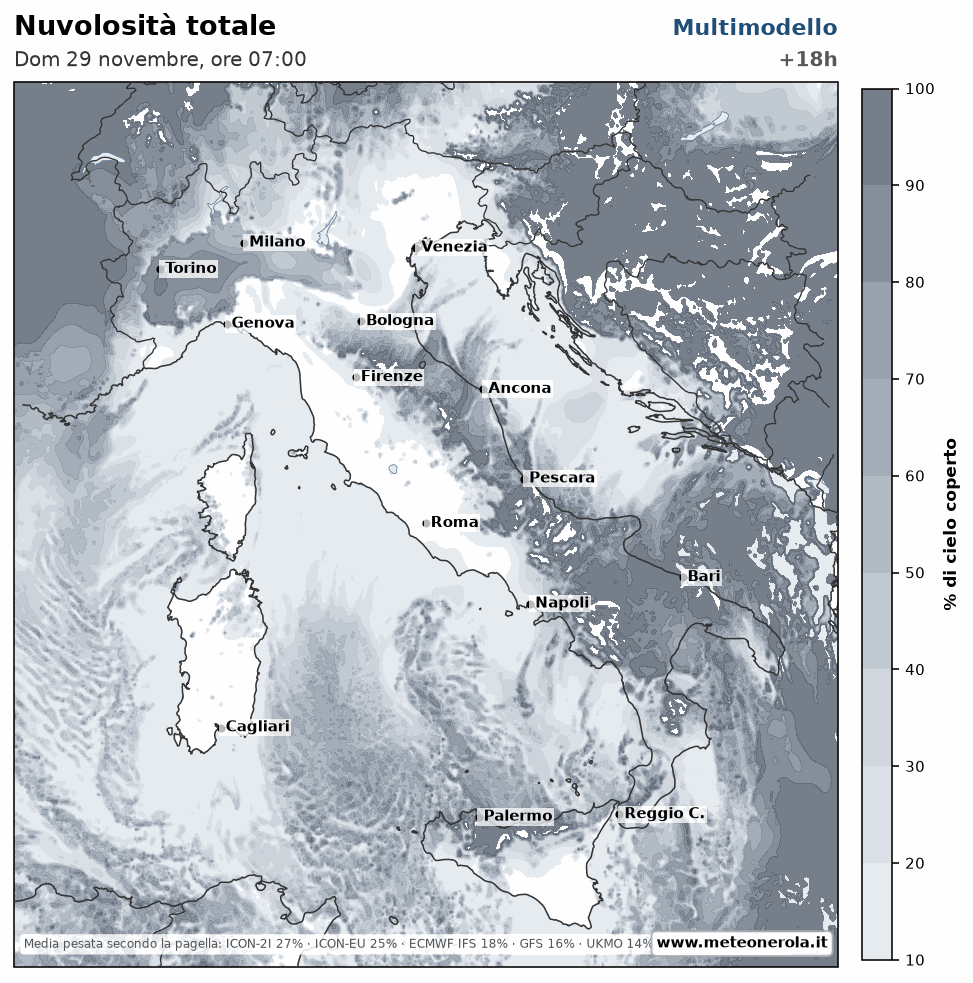 Nuvolosità totale
Multimodello
Dom 29 novembre, ore 07:00
+18h
100
90
80
70
60
50
40
30
20
10
% di cielo coperto
Milano
Venezia
Torino
Bologna
Genova
Firenze
Ancona
Pescara
Roma
Bari
Napoli
Cagliari
Palermo
Reggio C.
Media pesata secondo la pagella: ICON-2I 27% · ICON-EU 25% · ECMWF IFS 18% · GFS 16% · UKMO 14%
www.meteonerola.it